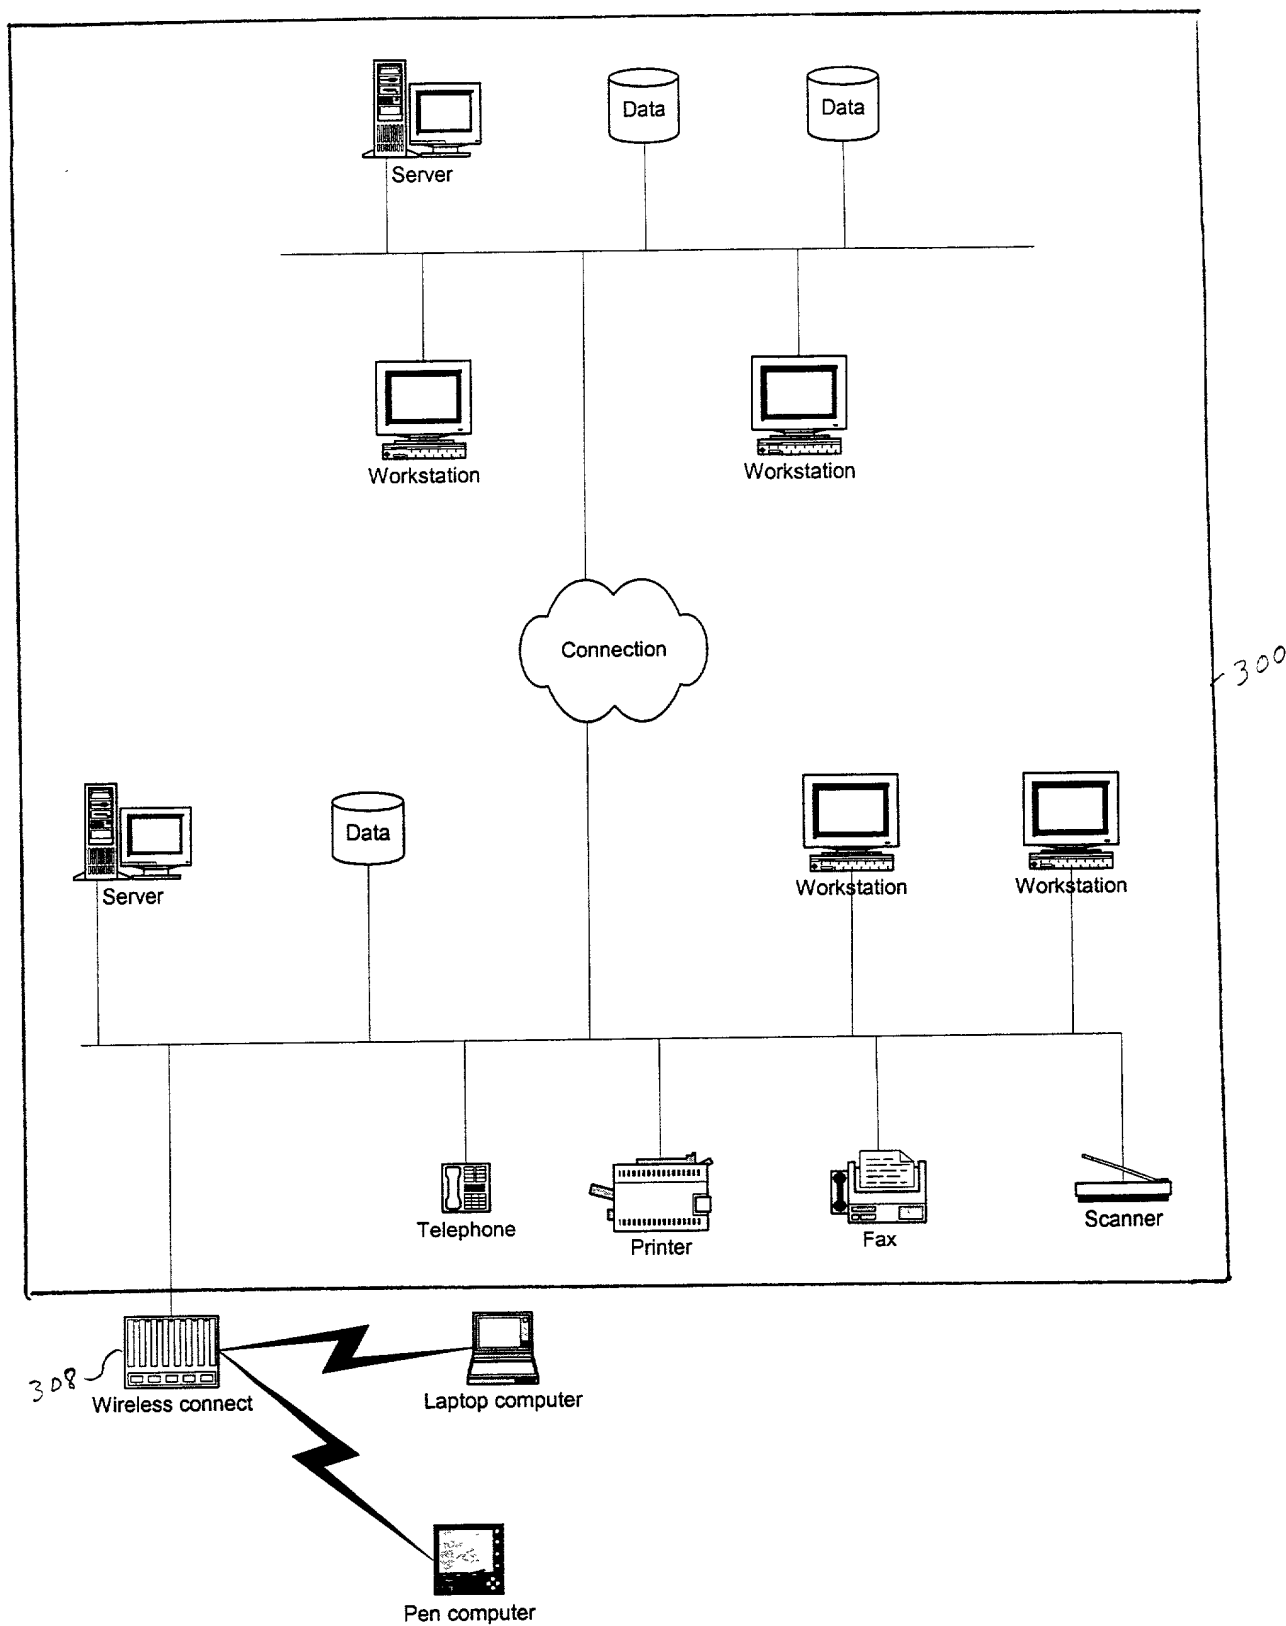 Data
Data
Server
Workstation
Workstation
Connection
300
Data
Workstation
Workstation
Server
Telephone
Printer
Fax
Scanner
308
Wireless connect
Laptop computer
Pen computer